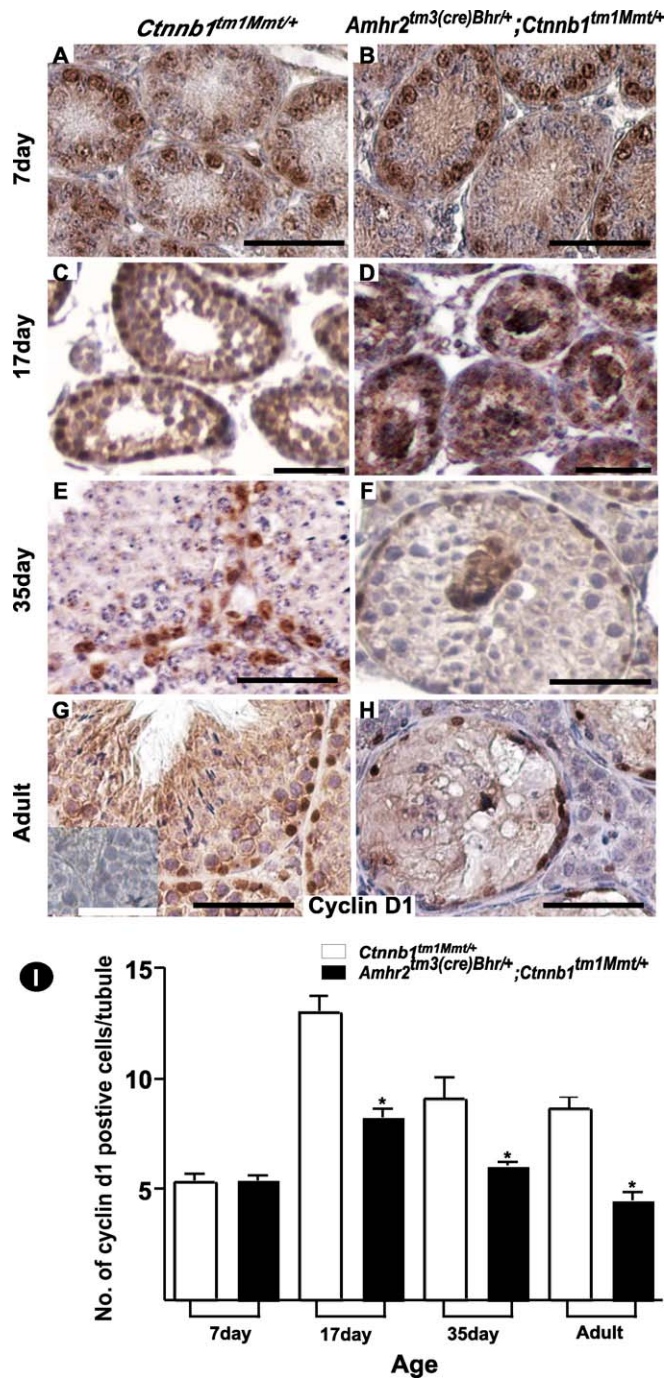 Ctnnb1tm1Mmt/+ Amhr2tm3(cre)Bhr/+;Ctnnb1tm1Mmt/+
A B
7day
C D
17day
E F
35day
G H
Adult
Cyclin D1
I
Ctnnb1tm1Mmt/+
Amhr2tm3(cre)Bhr/+;Ctnnb1tm1Mmt/+
No. of cyclin d1 postive cells/tubule
15
10
5
* * *
7day 17day 35day Adult
Age